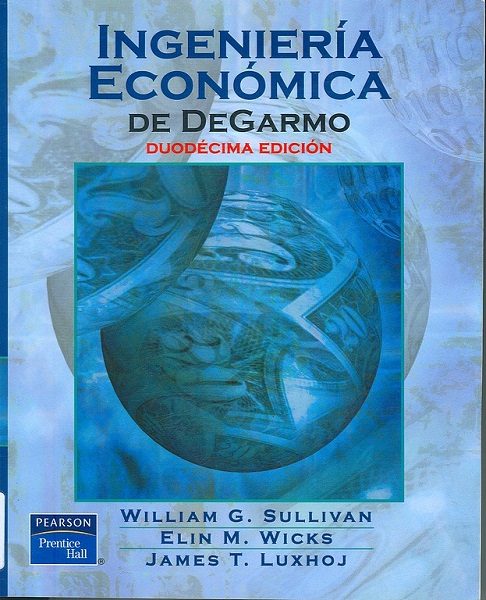 INGENIERÍA
ECONÓMICA
DE DEGARMO
DUODÉCIMA EDICIÓN
WILLIAM G. SULLIVAN
ELIN M. WICKS
JAMES T. LUXHOJ
PEARSON
Prentice
Hall
®